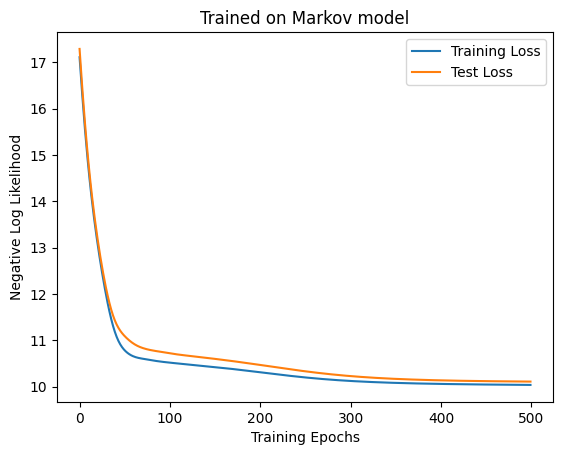 Trained on Markov model
Training Loss
Test Loss
Negative Log Likelihood
17
16
15
14
13
12
11
10
0
100
200
300
400
500
Training Epochs